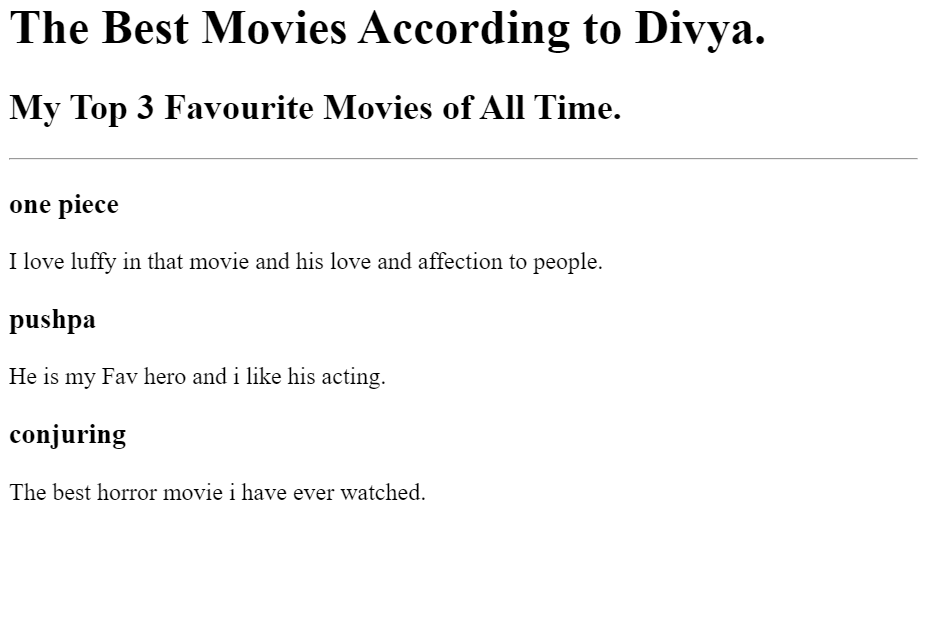 The Best Movies According to Divya.
My Top 3 Favourite Movies of All Time.
one piece
I love luffy in that movie and his love and affection to people.
pushpa
He is my Fav hero and i like his acting.
conjuring
The best horror movie i have ever watched.